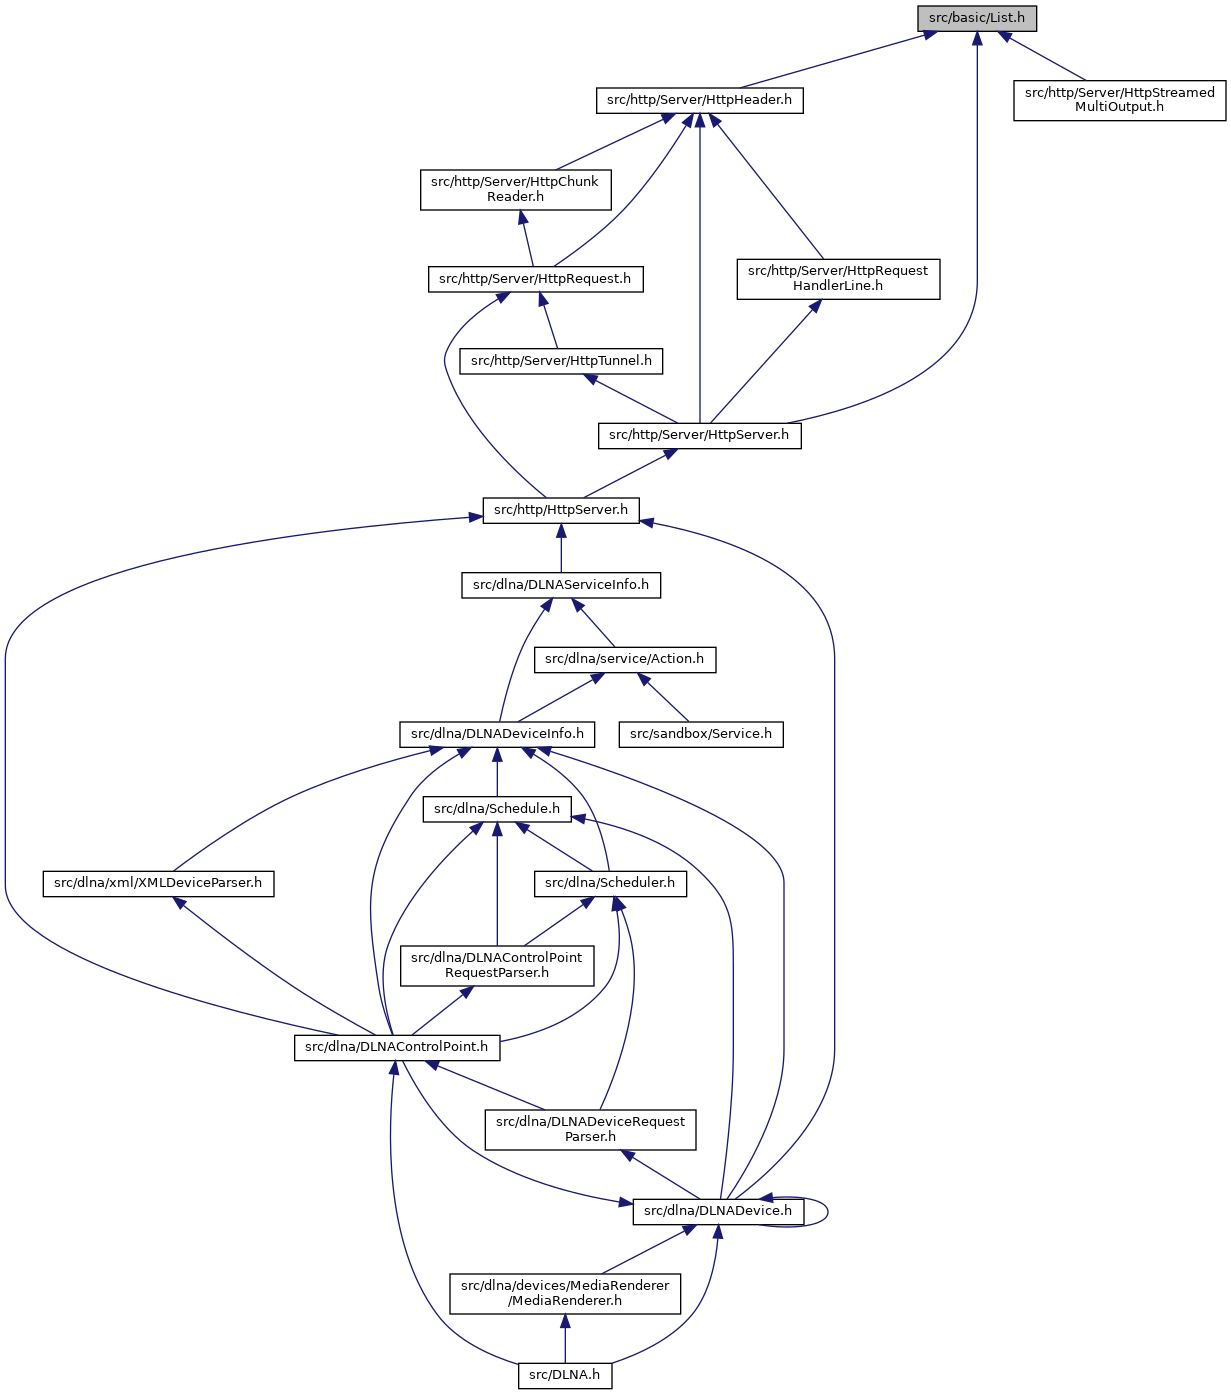 src/basic/List.h
src/http/Server/HttpStreamed
MultiOutput.h
src/http/Server/HttpHeader.h
src/http/Server/HttpChunk
Reader.h
src/http/Server/HttpRequest.h
src/http/Server/HttpRequest
HandlerLine.h
src/http/Server/HttpTunnel.h
src/http/Server/HttpServer.h
src/http/HttpServer.h
src/dlna/DLNAServiceInfo.h
src/dlna/service/Action.h
src/dlna/DLNADeviceInfo.h
src/sandbox/Service.h
src/dlna/Schedule.h
src/dlna/xml/XMLDeviceParser.h
src/dlna/Scheduler.h
src/dlna/DLNAControlPoint
RequestParser.h
src/dlna/DLNAControlPoint.h
src/dlna/DLNADeviceRequest
Parser.h
src/dlna/DLNADevice.h
src/dlna/devices/MediaRenderer
/MediaRenderer.h
src/DLNA.h